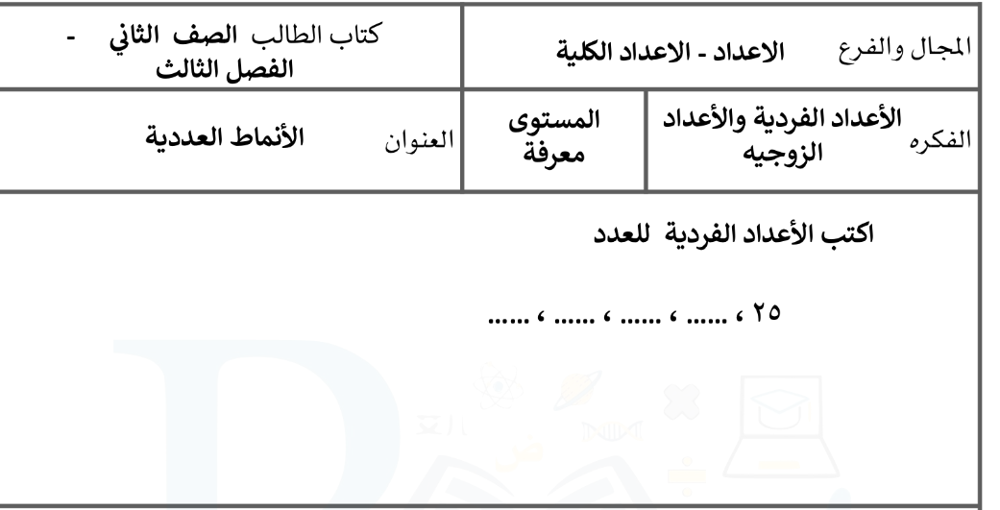 المجال والفرع الاعداد - الاعداد الكلية
كتاب الطالب الصف الثاني -
الفصل الثالث
الفكره الأعداد الفردية والأعداد
الزوجيه
المستوى
معرفة
العنوان الأنماط العددية
اكتب الأعداد الفردية للعدد
٢٥ ، ...... ، ...... ، ...... ، ......